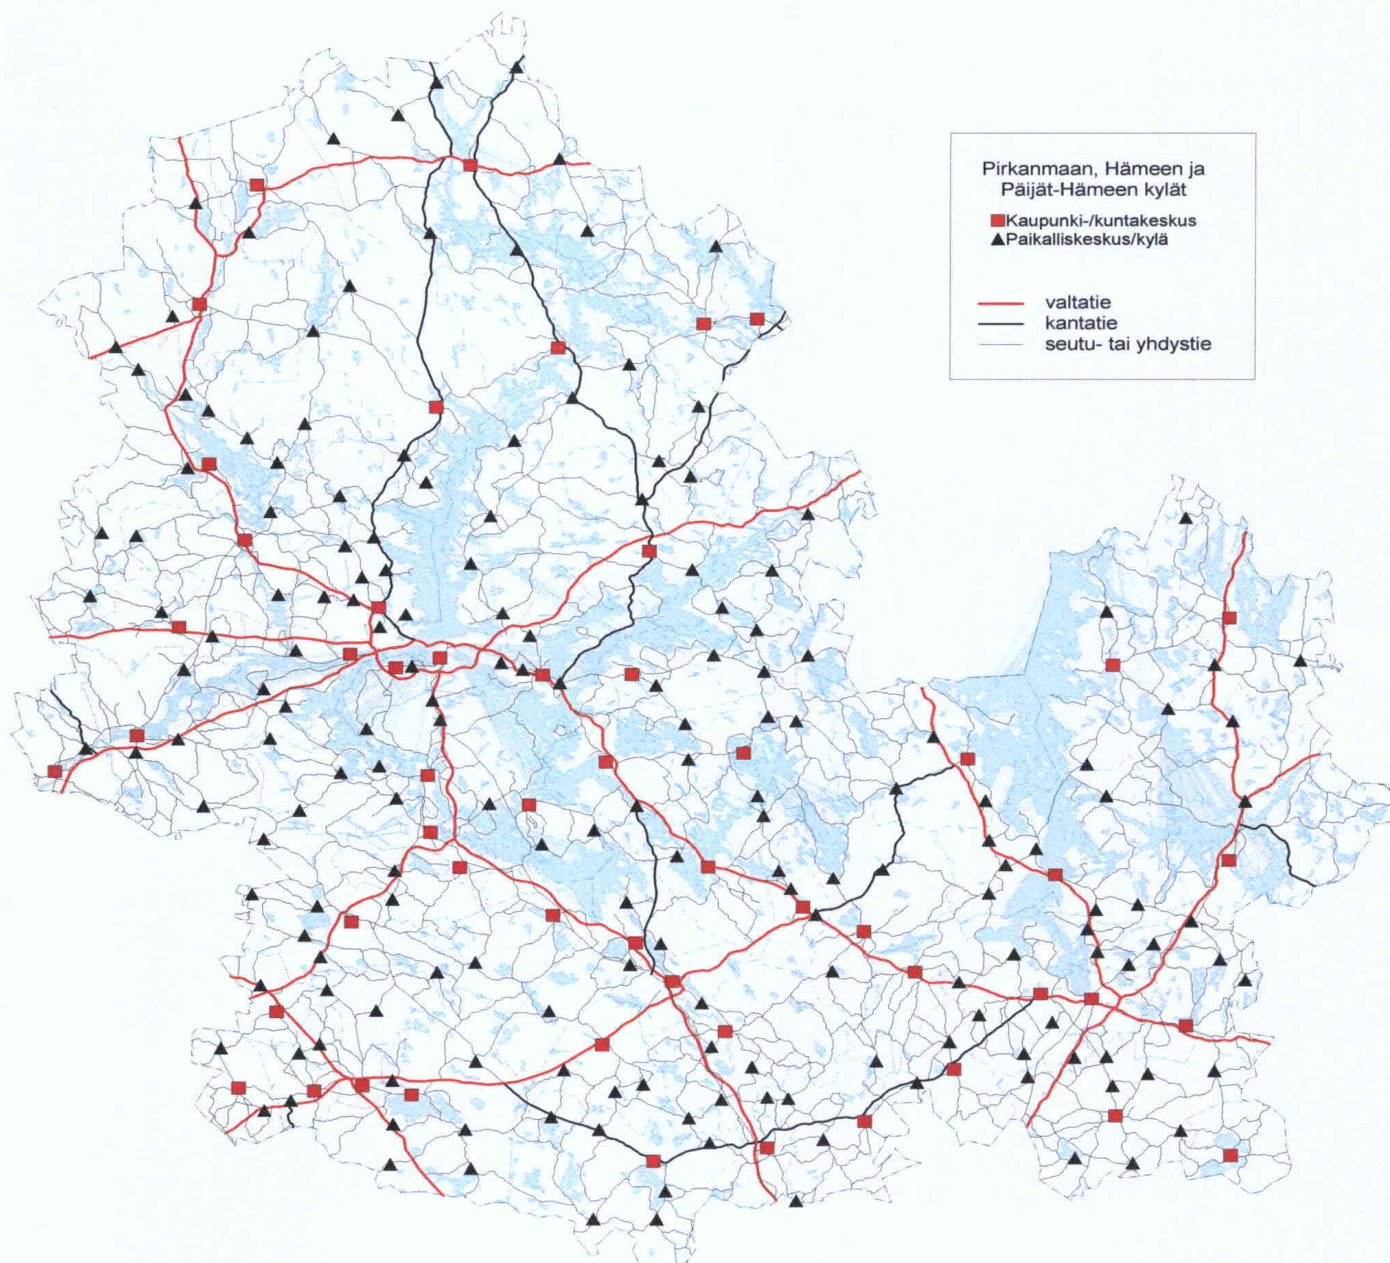 Pirkanmaan, Hämeen ja
Päijät-Hämeen kylät
Kaupunki-/kuntakeskus
Paikalliskeskus/kylä
valtatie
kantatie
seutu- tai yhdystie